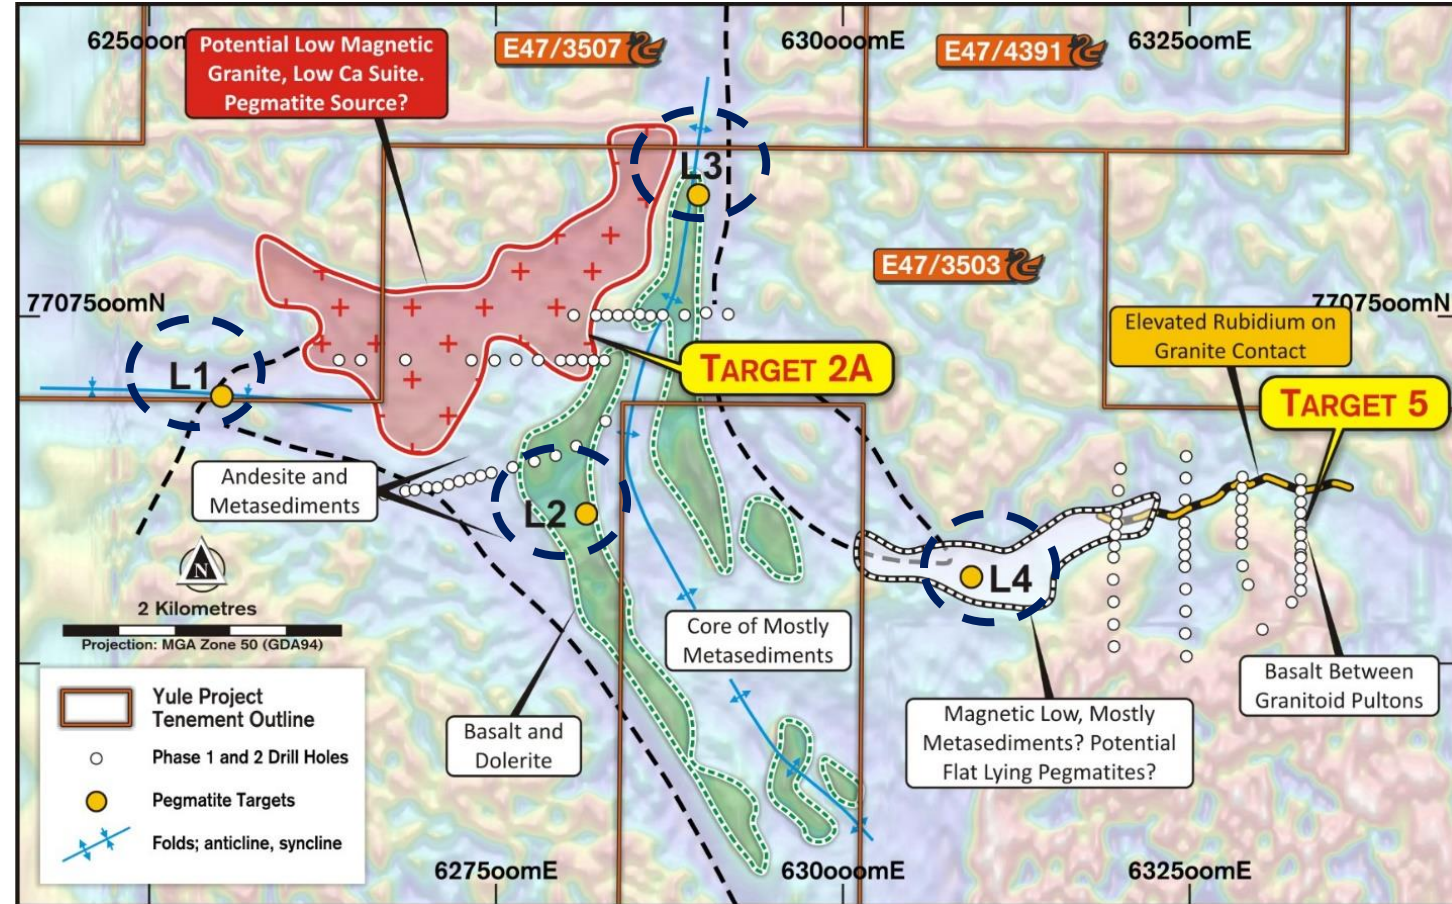 625000m
630000mE
632500mE
E47/3507
E47/4391
Potential Low Magnetic
Granite, Low Ca Suite.
Pegmatite Source?
L3
E47/3503
7707500mN
7707500mN
Elevated Rubidium on
Granite Contact
L1
TARGET 2A
TARGET 5
Andesite and
Metasediments
L2
L4
N
2 Kilometres
Projection: MGA Zone 50 (GDA94)
Core of Mostly
Metasediments
Basalt Between
Granitoid Pultons
Yule Project
Tenement Outline
Phase 1 and 2 Drill Holes
Pegmatite Targets
Folds; anticline, syncline
Basalt and
Dolerite
Magnetic Low, Mostly
Metasediments? Potential
Flat Lying Pegmatites?
627500mE
630000mE
632500mE